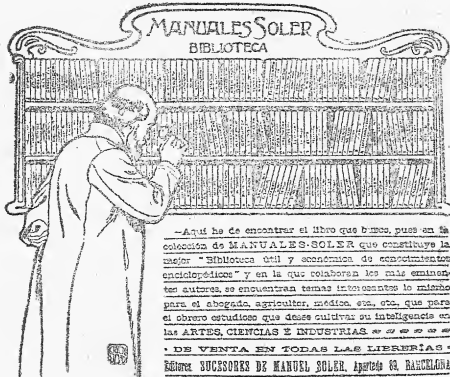 MANUALES SOLER
BIBLIOTECA
—Aquí he de encontrar el libro que busco, pues en la
colección de MANUALES-SOLER que constituye la
mejor "Biblioteca útil y económica de conocimientos
enciclopédicos" y en la que colaboran los más eminen-
tes autores, se encuentran temas interesantes lo mismo
para el abogado, agricultor, médico, etc., etc., que para
el obrero estudioso que desee cultivar su inteligencia en
las ARTES, CIENCIAS E INDUSTRIAS.
• DE VENTA EN TODAS LAS LIBRERÍAS •
Editores, SUCESORES DE MANUEL SOLER, Apartado 89, BARCELONA